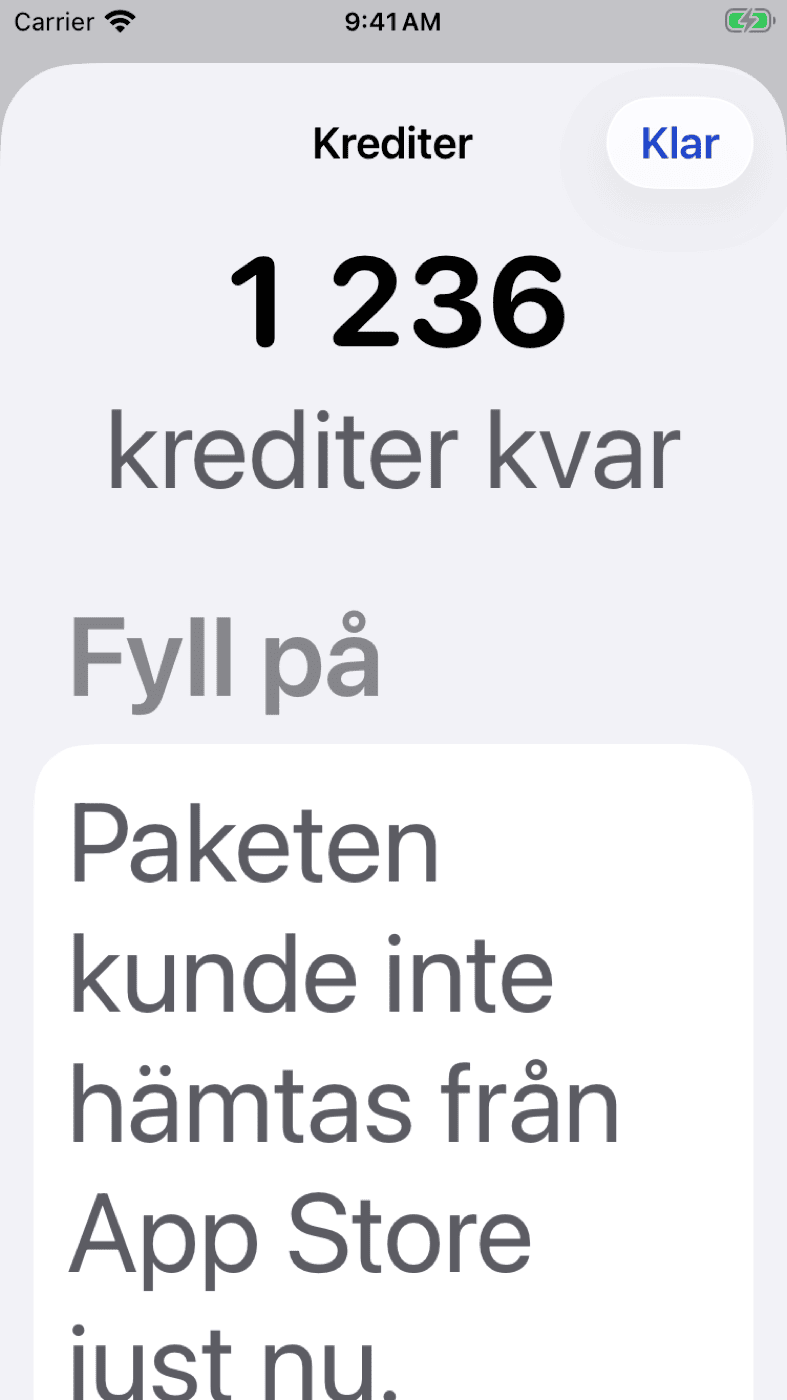 Carrier 9:41 AM
Krediter Klar
1 236
krediter kvar
Fyll på
Paketen
kunde inte
hämtas från
App Store
just nu.